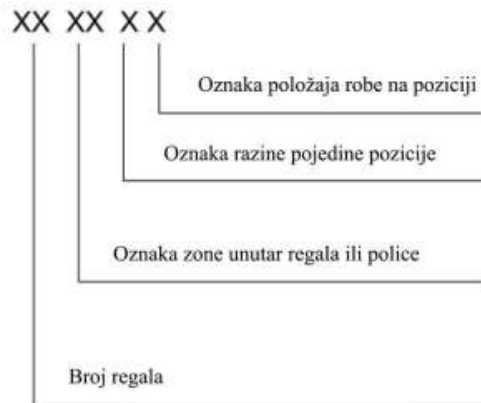 XX XX X X
Oznaka položaja robe na poziciji
Oznaka razine pojedine pozicije
Oznaka zone unutar regala ili police
Broj regala